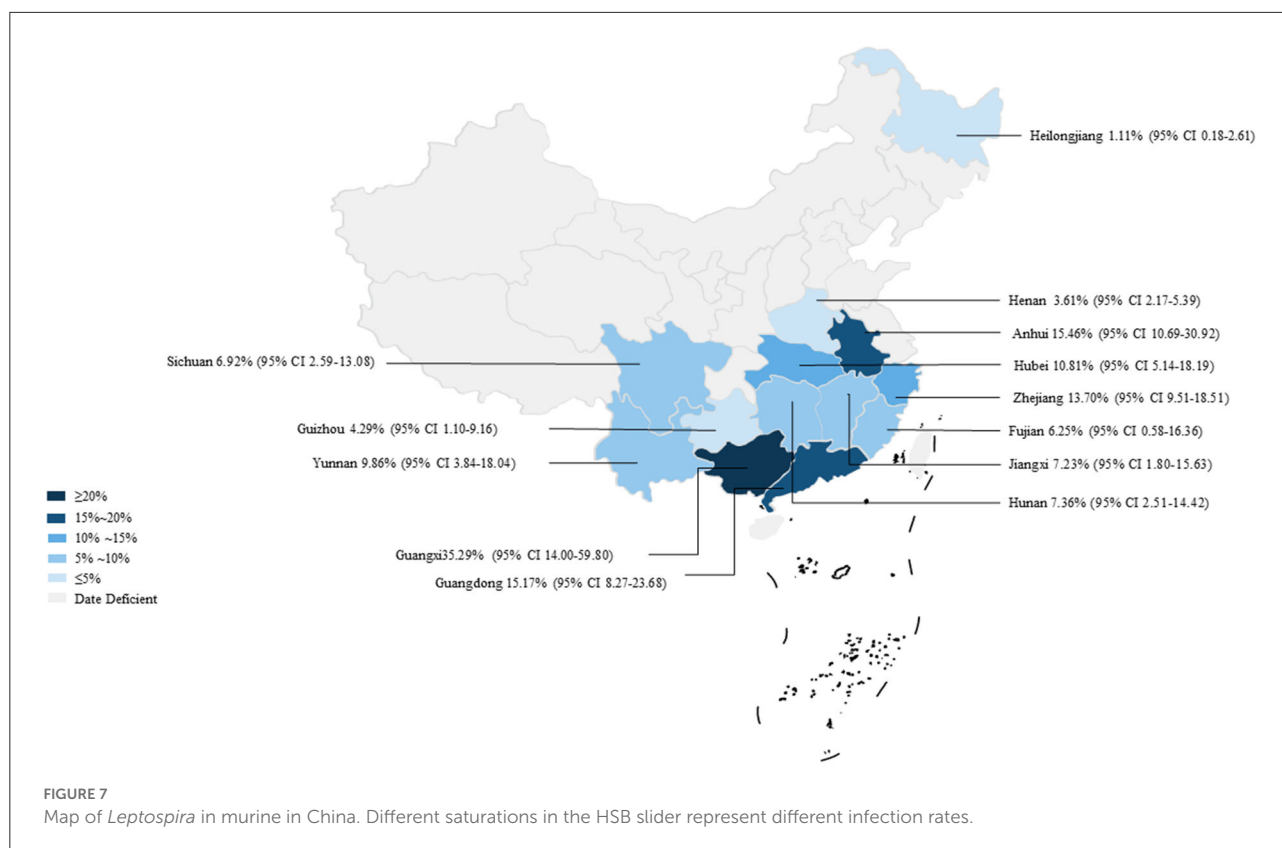 Heilongjiang 1.11% (95% CI 0.18-2.61)
Henan 3.61% (95% CI 2.17-5.39)
Anhui 15.46% (95% CI 10.69-30.92)
Sichuan 6.92% (95% CI 2.59-13.08)
Hubei 10.81% (95% CI 5.14-18.19)
Zhejiang 13.70% (95% CI 9.51-18.51)
Guizhou 4.29% (95% CI 1.10-9.16)
Fujian 6.25% (95% CI 0.58-16.36)
Yunnan 9.86% (95% CI 3.84-18.04)
Jiangxi 7.23% (95% CI 1.80-15.63)
Hunan 7.36% (95% CI 2.51-14.42)
≥20%
15%~20%
10% ~15%
5% ~10%
≤5%
Date Deficient
Guangxi35.29% (95% CI 14.00-59.80)
Guangdong 15.17% (95% CI 8.27-23.68)
FIGURE 7
Map of Leptospira in murine in China. Different saturations in the HSB slider represent different infection rates.